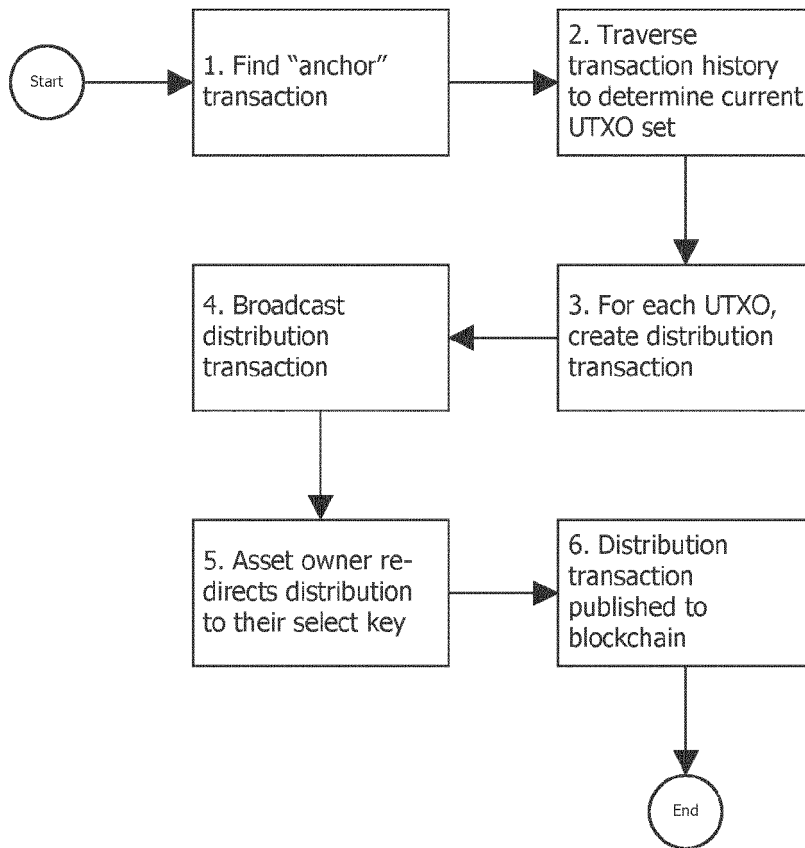 Start
1. Find “anchor”
transaction
2. Traverse
transaction history
to determine current
UTXO set
3. For each UTXO,
create distribution
transaction
4. Broadcast
distribution
transaction
5. Asset owner re-
directs distribution
to their select key
6. Distribution
transaction
published to
blockchain
End